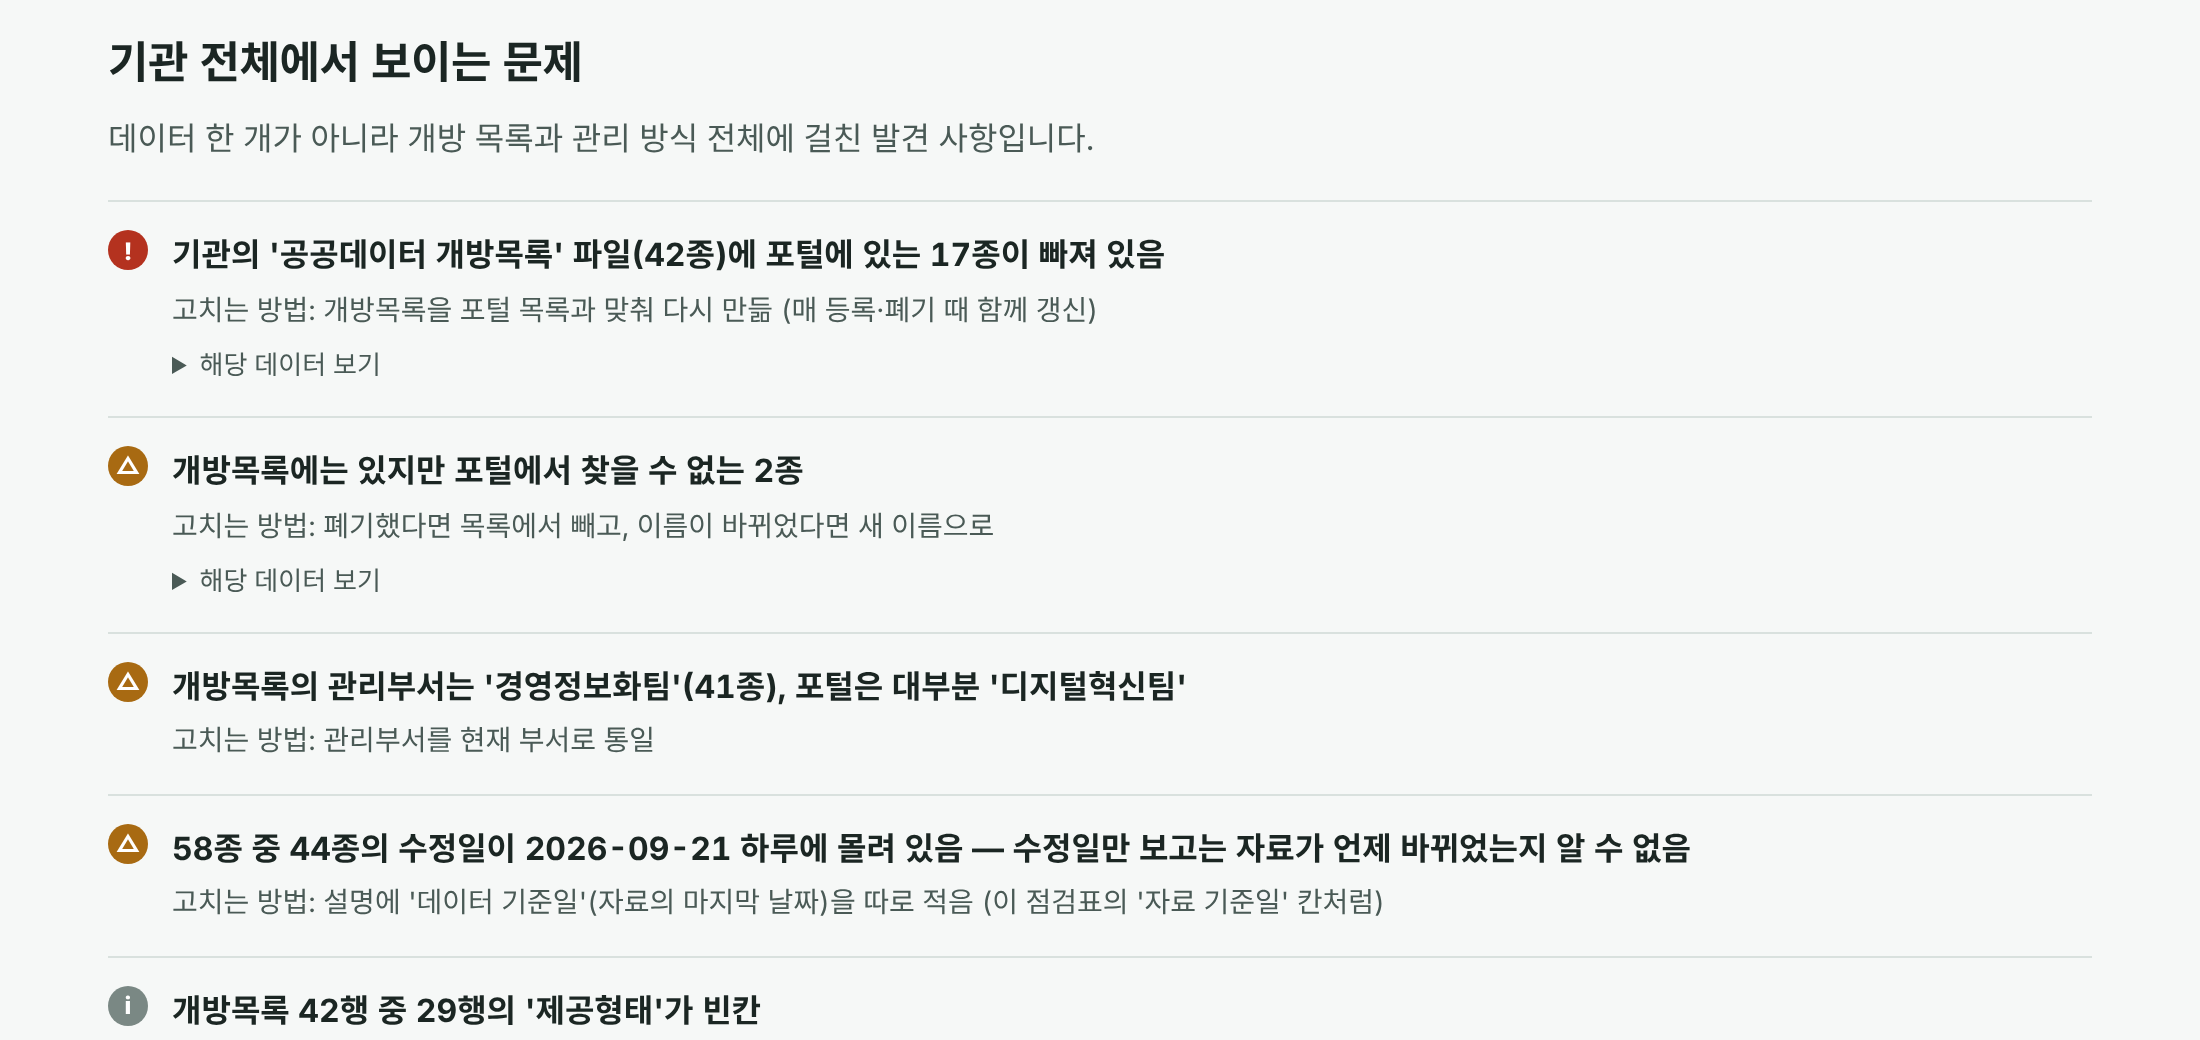 기관 전체에서 보이는 문제
데이터 한 개가 아니라 개방 목록과 관리 방식 전체에 걸친 발견 사항입니다.
! 기관의 '공공데이터 개방목록' 파일(42종)에 포털에 있는 17종이 빠져 있음
고치는 방법: 개방목록을 포털 목록과 맞춰 다시 만듦 (매 등록·폐기 때 함께 갱신)
▶ 해당 데이터 보기
개방목록에는 있지만 포털에서 찾을 수 없는 2종
고치는 방법: 폐기했다면 목록에서 빼고, 이름이 바뀌었다면 새 이름으로
▶ 해당 데이터 보기
개방목록의 관리부서는 '경영정보화팀'(41종), 포털은 대부분 '디지털혁신팀'
고치는 방법: 관리부서를 현재 부서로 통일
58종 중 44종의 수정일이 2026-09-21 하루에 몰려 있음 — 수정일만 보고는 자료가 언제 바뀌었는지 알 수 없음
고치는 방법: 설명에 '데이터 기준일'(자료의 마지막 날짜)을 따로 적음 (이 점검표의 '자료 기준일' 칸처럼)
i 개방목록 42행 중 29행의 '제공형태'가 빈칸